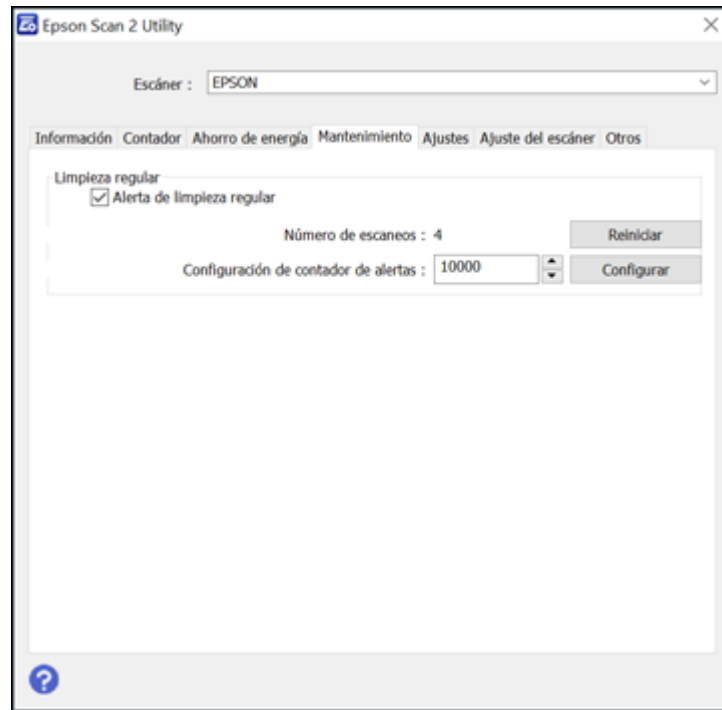 Epson Scan 2 Utility
Escáner : EPSON
Información Contador Ahorro de energía Mantenimiento Ajustes Ajuste del escáner Otros
Limpieza regular
Alerta de limpieza regular
Número de escaneos : 4 Reiniciar
Configuración de contador de alertas : 10000 Configurar
?